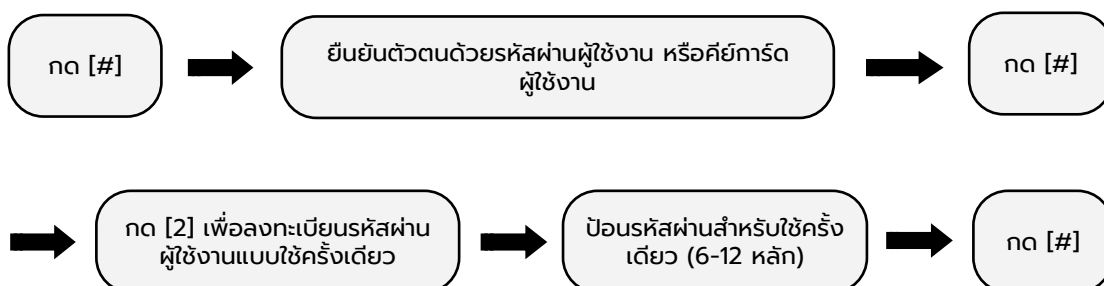 กด [#]
ยืนยันตัวตนด้วยรหัสผ่านผู้ใช้งาน หรือคีย์การ์ด
ผู้ใช้งาน
กด [#]
กด [2] เพื่อลงทะเบียนรหัสผ่าน
ผู้ใช้งานแบบใช้ครั้งเดียว
ป้อนรหัสผ่านสำหรับใช้ครั้ง
เดียว (6-12 หลัก)
กด [#]